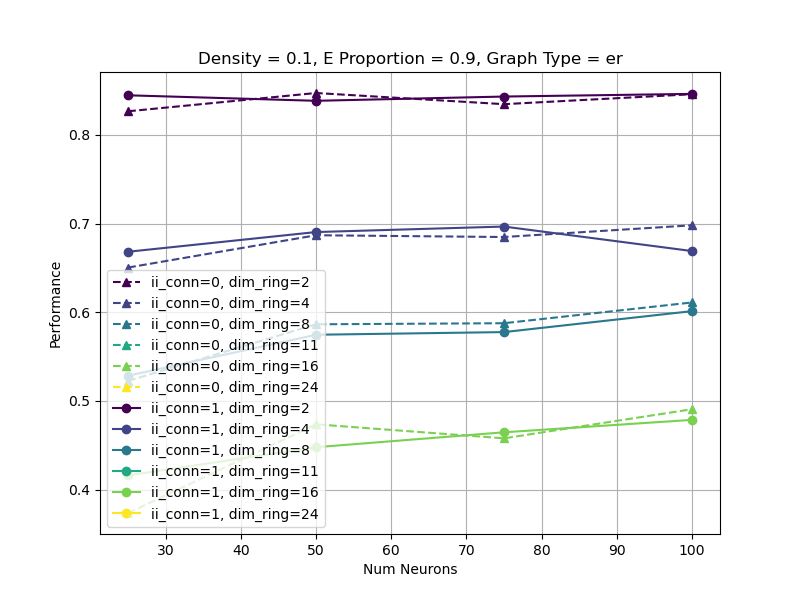 Density = 0.1, E Proportion = 0.9, Graph Type = er
Performance
0.8
0.7
0.6
0.5
0.4
ii_conn=0, dim_ring=2
ii_conn=0, dim_ring=4
ii_conn=0, dim_ring=8
ii_conn=0, dim_ring=11
ii_conn=0, dim_ring=16
ii_conn=0, dim_ring=24
ii_conn=1, dim_ring=2
ii_conn=1, dim_ring=4
ii_conn=1, dim_ring=8
ii_conn=1, dim_ring=11
ii_conn=1, dim_ring=16
ii_conn=1, dim_ring=24
30 40 50 60 70 80 90 100
Num Neurons